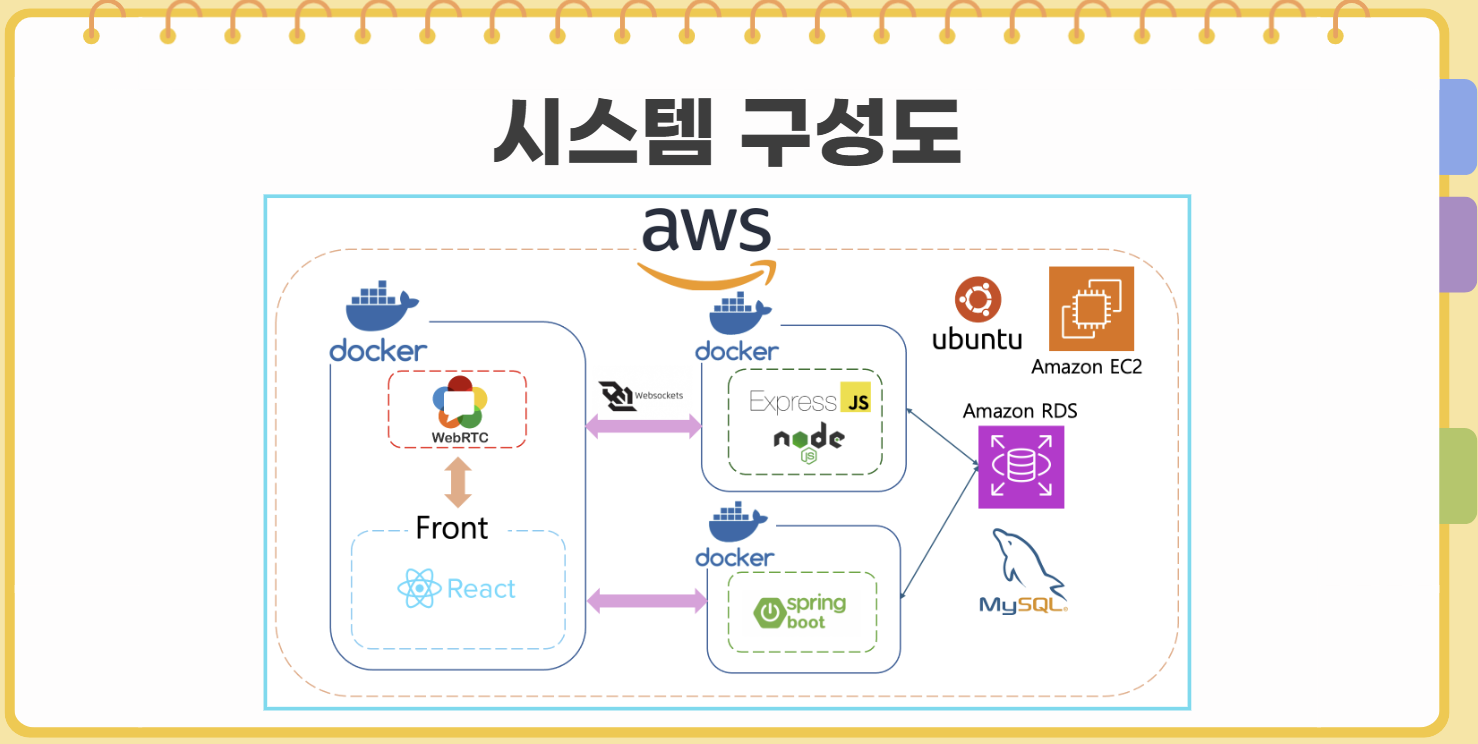 시스템 구성도
aws
docker
WebRTC
Front
React
Websockets
docker
Express JS
node
JS
docker
spring
boot
ubuntu
Amazon EC2
Amazon RDS
MySQL®